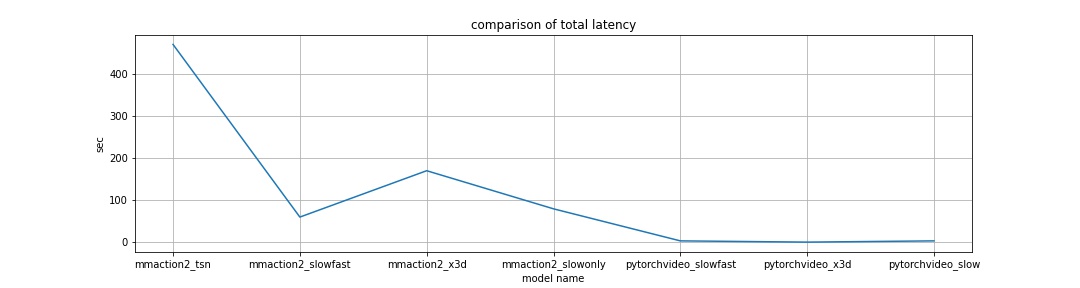 comparison of total latency
400
300
200
100
0
sec
mmaction2_tsn mmaction2_slowfast mmaction2_x3d mmaction2_slowonly pytorchvideo_slowfast pytorchvideo_x3d pytorchvideo_slow
model name